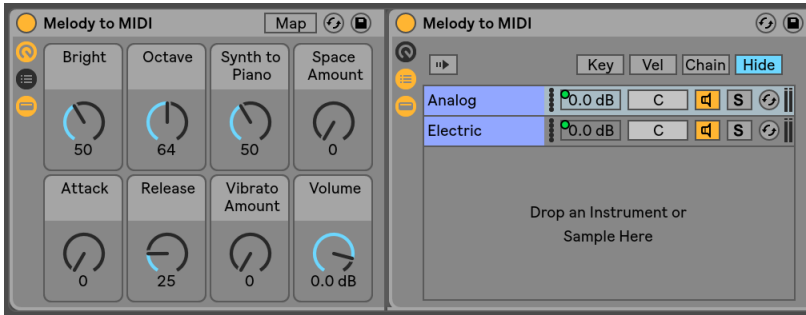 Melody to MIDI
Map
Bright
Octave
Synth to
Piano
Space
Amount
50
64
50
0
Attack
Release
Vibrato
Amount
Volume
0
25
0
0.0 dB
Melody to MIDI
Key
Vel
Chain
Hide
Analog
0.0 dB
C
S
Electric
0.0 dB
C
S
Drop an Instrument or
Sample Here